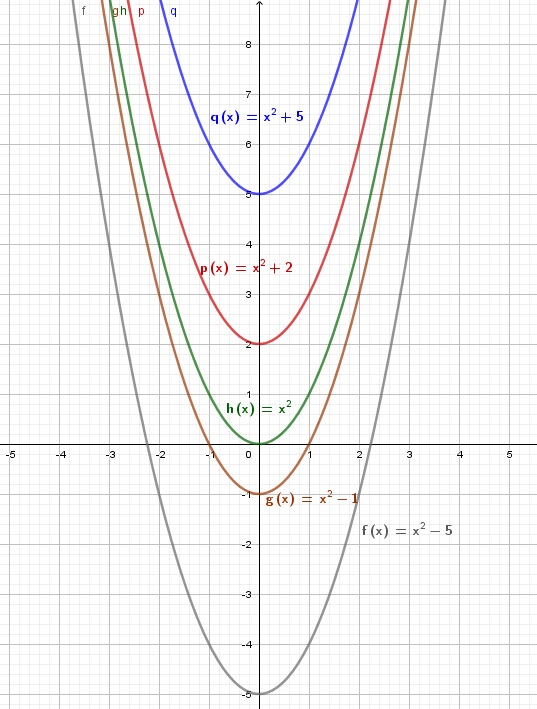 f g h p q
8
7
q(x) = x² + 5
6
5
4
p(x) = x² + 2
3
2
1
h(x) = x²
-5 -4 -3 -2 -1 0 1 2 3 4 5
-1
g(x) = x² − 1
f(x) = x² − 5
-2
-3
-4
-5